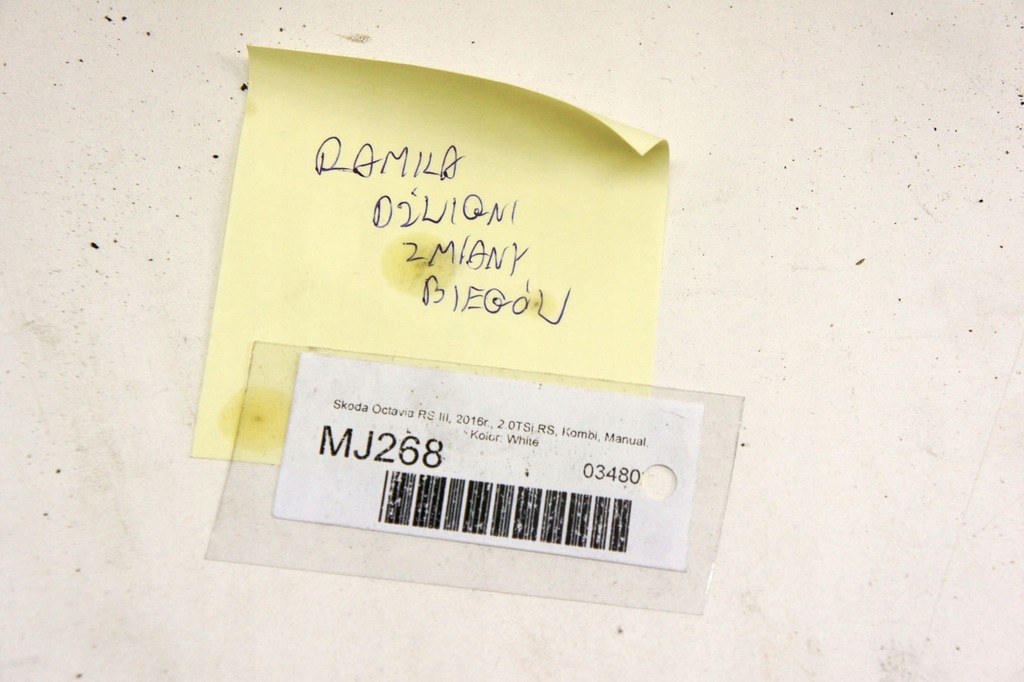 RAMKA
DŹWIGNI
ZMIANY
BIEGÓW
Skoda Octavia RS III, 2016r., 2.0TSi RS, Kombi, Manual,
Kolor: White
MJ268
03480